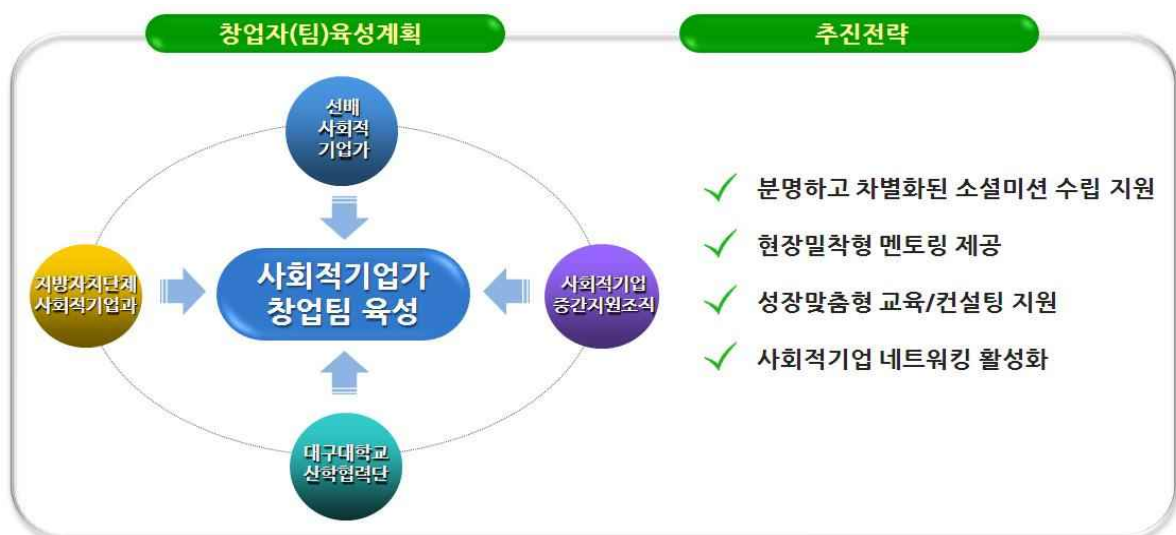 창업자(팀)육성계획
추진전략
선배
사회적
기업가
지방자치단체
사회적기업과
사회적기업가
창업팀 육성
사회적기업
중간지원조직
대구대학교
산학협력단
분명하고 차별화된 소셜미션 수립 지원
현장밀착형 멘토링 제공
성장맞춤형 교육/컨설팅 지원
사회적기업 네트워킹 활성화